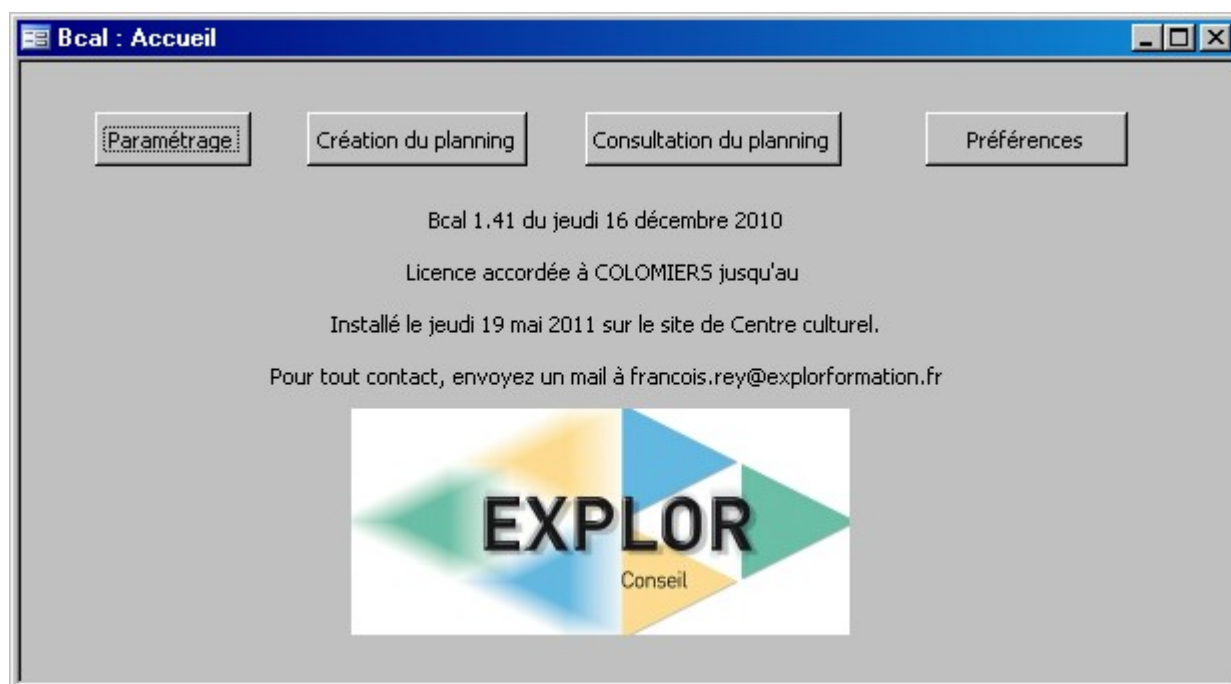 Bcal : Accueil
Paramétrage Création du planning Consultation du planning Préférences
Bcal 1.41 du jeudi 16 décembre 2010
Licence accordée à COLOMIERS jusqu'au
Installé le jeudi 19 mai 2011 sur le site de Centre culturel.
Pour tout contact, envoyez un mail à francois.rey@explorformation.fr
EXPLOR
Conseil